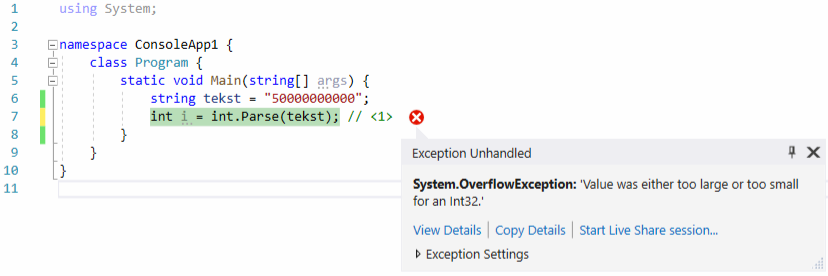 1 using System;
2
3 namespace ConsoleApp1 {
4 class Program {
5 static void Main(string[] args) {
6 string tekst = "50000000000";
7 int i = int.Parse(tekst); // <1>
8 }
9 }
10 }
11
Exception Unhandled
System.OverflowException: 'Value was either too large or too small
for an Int32.'
View Details | Copy Details | Start Live Share session...
Exception Settings